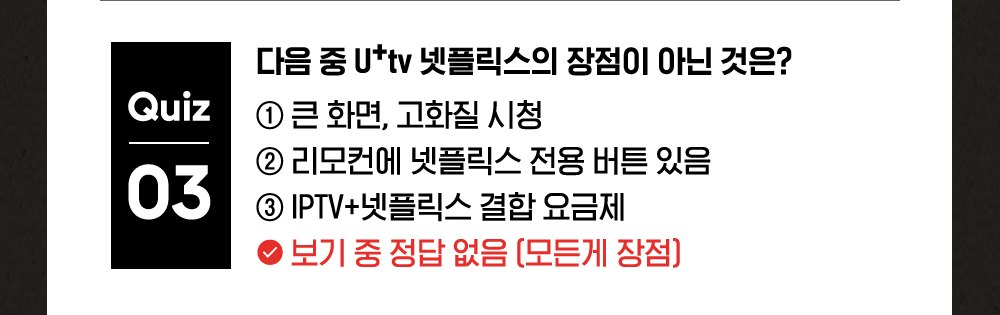 Quiz
03
다음 중 U+tv 넷플릭스의 장점이 아닌 것은?
① 큰 화면, 고화질 시청
② 리모컨에 넷플릭스 전용 버튼 있음
③ IPTV+넷플릭스 결합 요금제
보기 중 정답 없음 (모든게 장점)